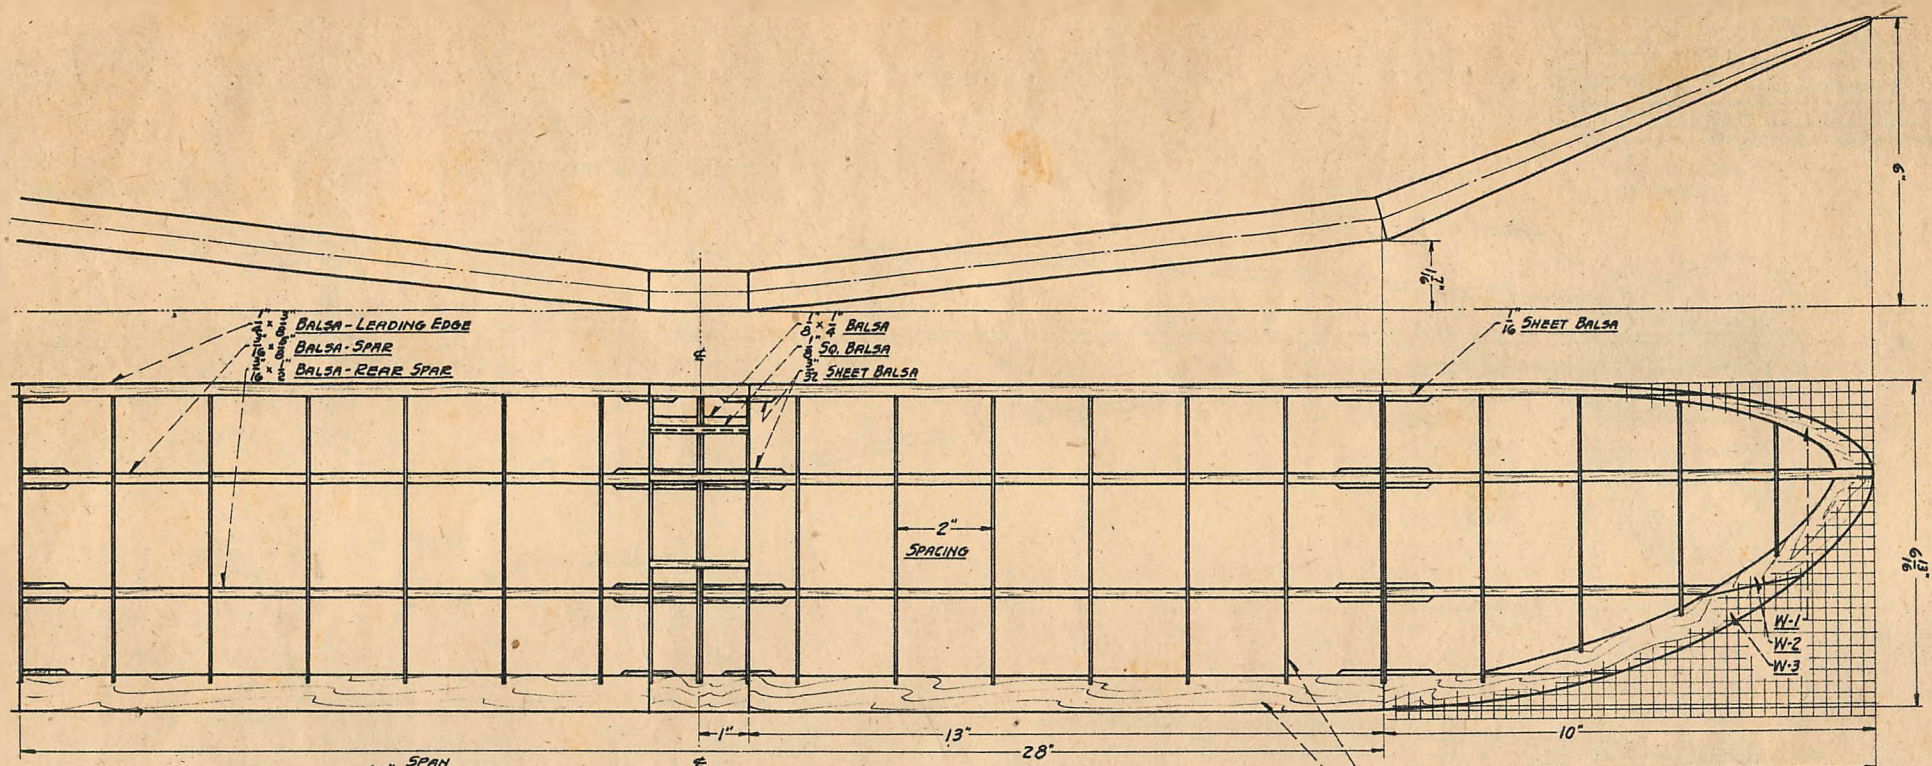 6"
1 7/16"
BALSA-LEADING EDGE
BALSA-SPAR
BALSA-REAR SPAR
℄
1/8" × 1/4" BALSA
1/8" SQ. BALSA
3/32" SHEET BALSA
1/16" SHEET BALSA
2"
SPACING
6 13/16"
W-1
W-2
W-3
1"
13"
10"
28"
SPAN
℄